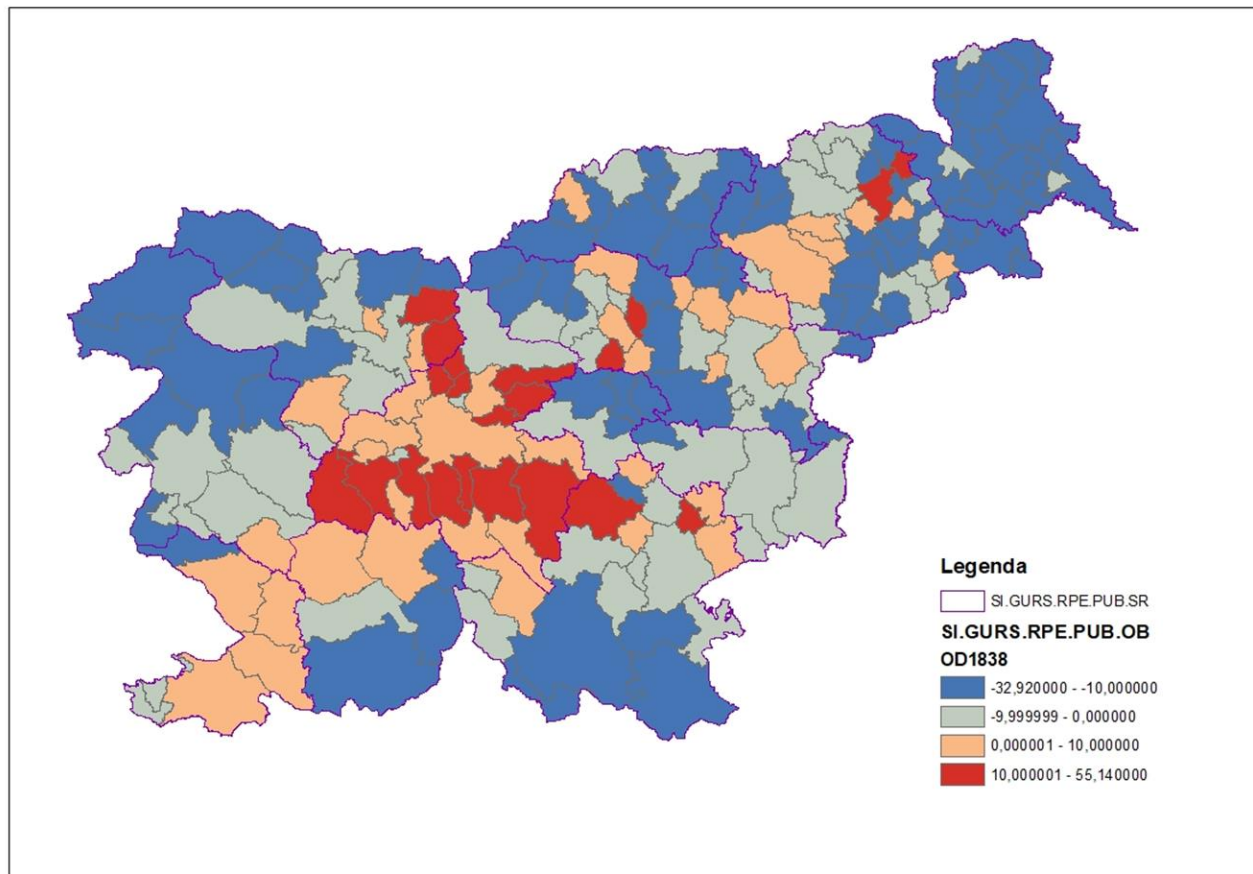 Legenda
SI.GURS.RPE.PUB.SR
SI.GURS.RPE.PUB.OB
OD1838
-32,920000 - -10,000000
-9,999999 - 0,000000
0,000001 - 10,000000
10,000001 - 55,140000